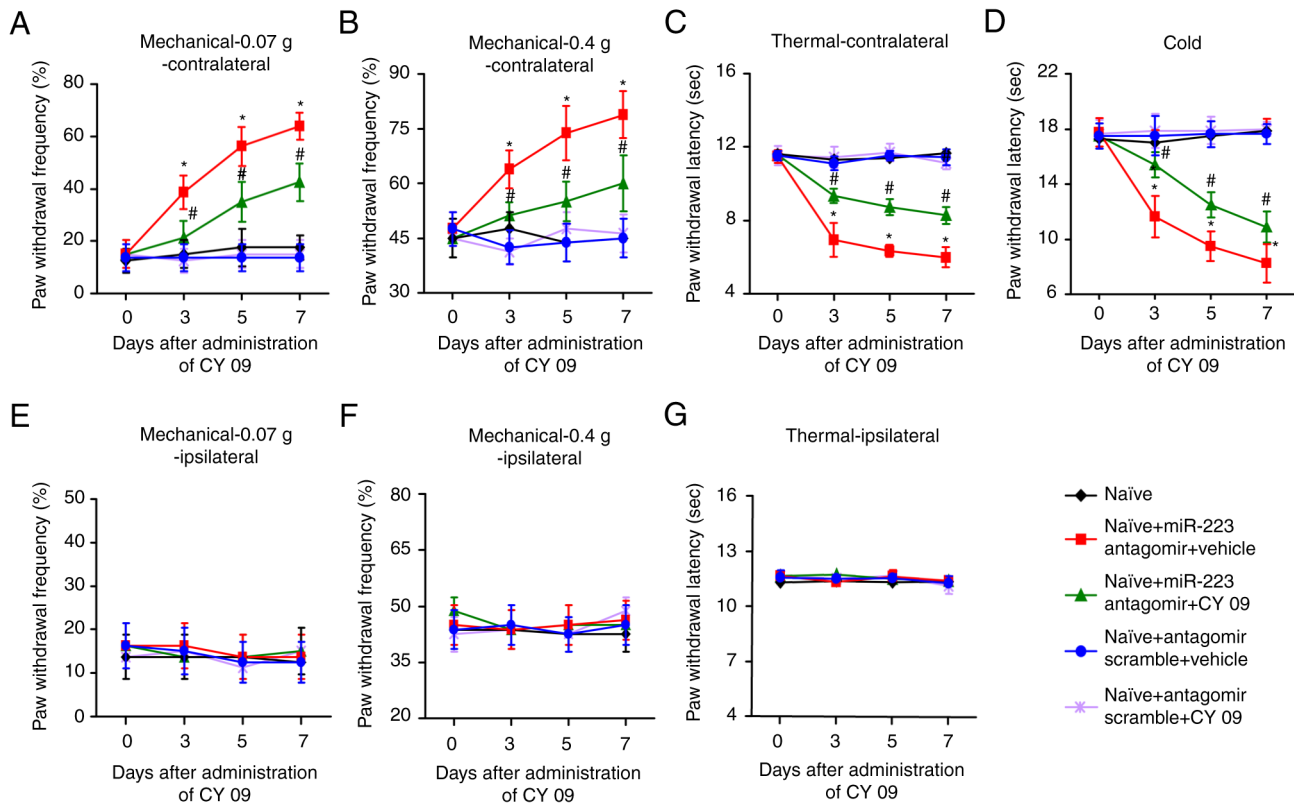 A
Mechanical-0.07 g
-contralateral
Paw withdrawal frequency (%)
80
60
40
20
0
* * *
# # #
0 3 5 7
Days after administration
of CY 09
B
Mechanical-0.4 g
-contralateral
Paw withdrawal frequency (%)
90
75
60
45
30
* * *
# # #
0 3 5 7
Days after administration
of CY 09
C
Thermal-contralateral
Paw withdrawal latency (sec)
16
12
8
4
# # #
* * *
0 3 5 7
Days after administration
of CY 09
D
Cold
Paw withdrawal latency (sec)
22
18
14
10
6
# # #
* * *
0 3 5 7
Days after administration
of CY 09
E
Mechanical-0.07 g
-ipsilateral
Paw withdrawal frequency (%)
50
40
30
20
10
0
0 3 5 7
Days after administration
of CY 09
F
Mechanical-0.4 g
-ipsilateral
Paw withdrawal frequency (%)
80
65
50
35
20
0 3 5 7
Days after administration
of CY 09
G
Thermal-ipsilateral
Paw withdrawal latency (sec)
16
13
10
7
4
0 3 5 7
Days after administration
of CY 09
Naïve
Naïve+miR-223
antagomir+vehicle
Naïve+miR-223
antagomir+CY 09
Naïve+antagomir
scramble+vehicle
Naïve+antagomir
scramble+CY 09